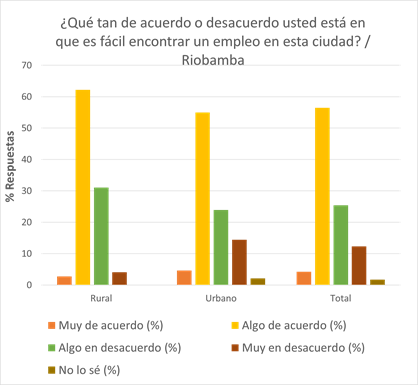 ¿Qué tan de acuerdo o desacuerdo usted está en
que es fácil encontrar un empleo en esta ciudad? /
Riobamba
% Respuestas
70
60
50
40
30
20
10
0
Rural Urbano Total
Muy de acuerdo (%) Algo de acuerdo (%)
Algo en desacuerdo (%) Muy en desacuerdo (%)
No lo sé (%)